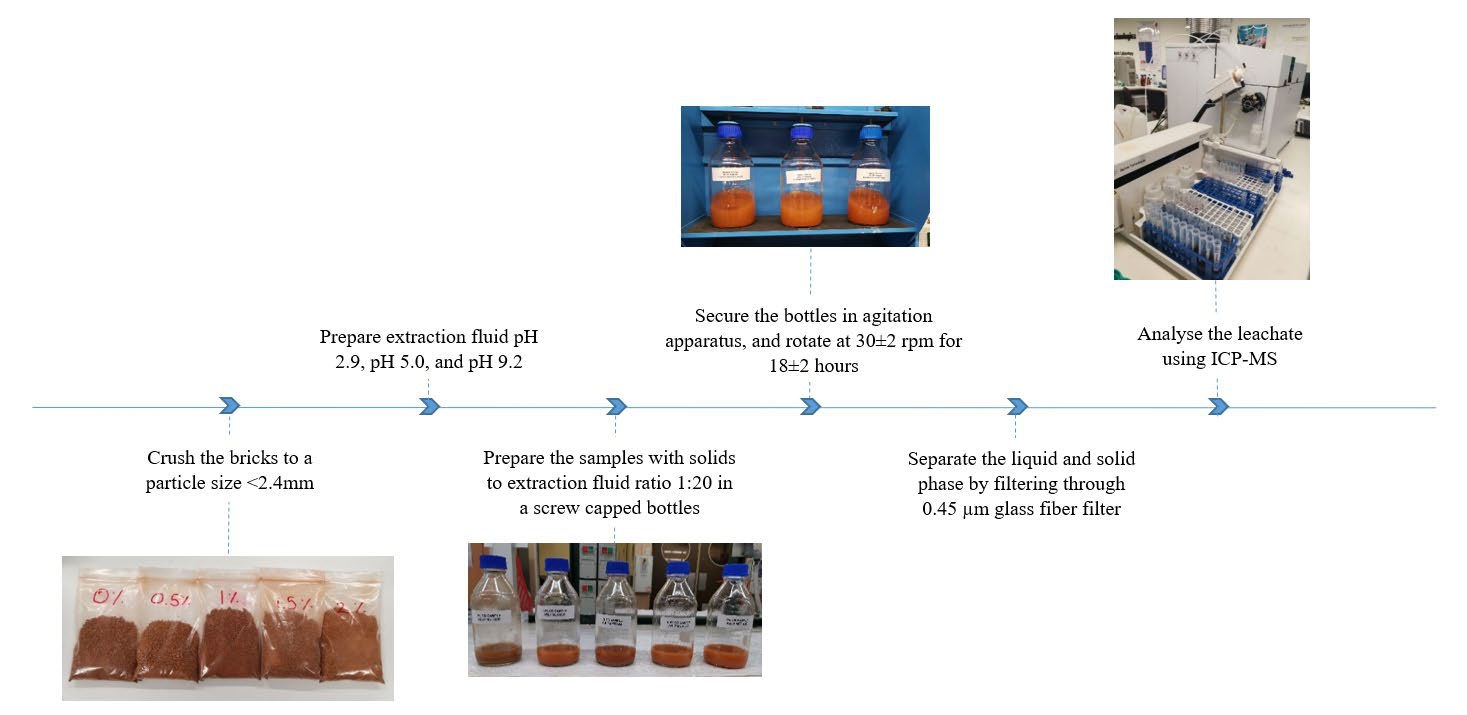 Crush the bricks to a
particle size <2.4mm
0%
0.5%
1%
1.5%
2%
Prepare extraction fluid pH
2.9, pH 5.0, and pH 9.2
Prepare the samples with solids
to extraction fluid ratio 1:20 in
a screw capped bottles
Secure the bottles in agitation
apparatus, and rotate at 30±2 rpm for
18±2 hours
Separate the liquid and solid
phase by filtering through
0.45 µm glass fiber filter
Analyse the leachate
using ICP-MS